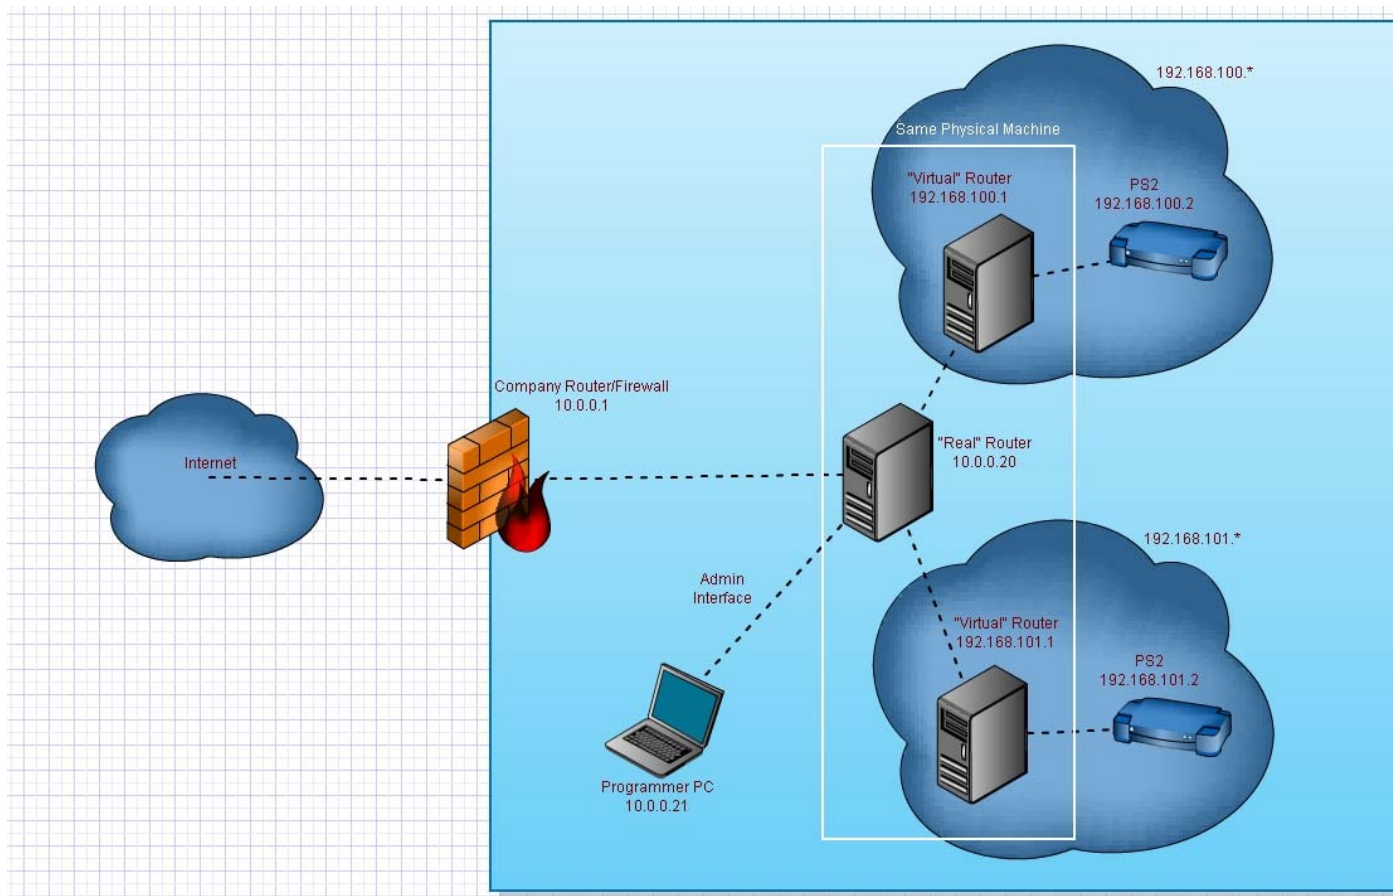 192.168.100.*
Same Physical Machine
"Virtual" Router
192.168.100.1
PS2
192.168.100.2
Company Router/Firewall
10.0.0.1
Internet
"Real" Router
10.0.0.20
192.168.101.*
Admin
Interface
"Virtual" Router
192.168.101.1
PS2
192.168.101.2
Programmer PC
10.0.0.21